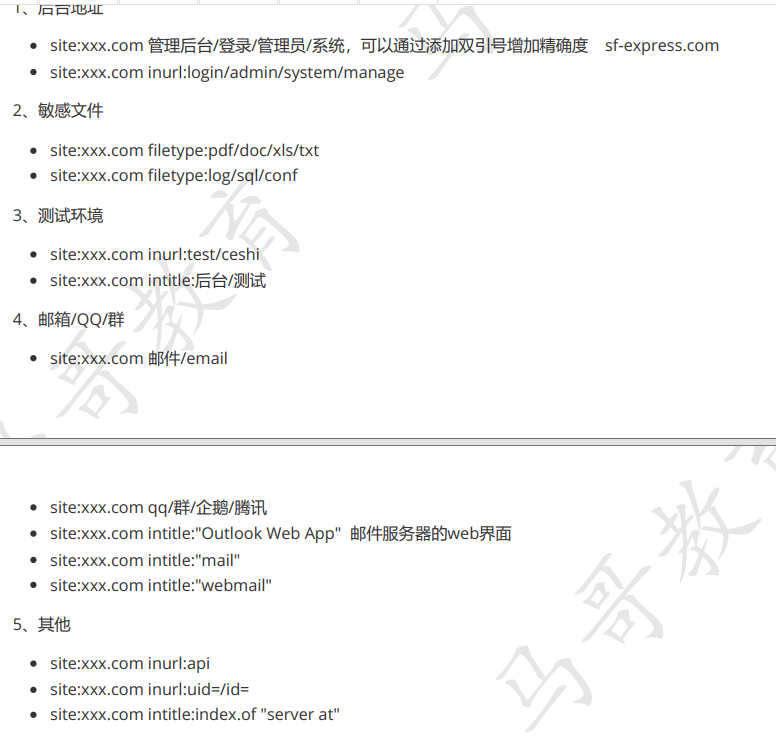 1、后台地址
site:xxx.com 管理后台/登录/管理员/系统，可以通过添加双引号增加精确度 sf-express.com
site:xxx.com inurl:login/admin/system/manage
2、敏感文件
site:xxx.com filetype:pdf/doc/xls/txt
site:xxx.com filetype:log/sql/conf
3、测试环境
site:xxx.com inurl:test/ceshi
site:xxx.com intitle:后台/测试
4、邮箱/QQ/群
site:xxx.com 邮件/email
马哥教育
site:xxx.com qq/群/企鹅/腾讯
site:xxx.com intitle:"Outlook Web App" 邮件服务器的web界面
site:xxx.com intitle:"mail"
site:xxx.com intitle:"webmail"
5、其他
site:xxx.com inurl:api
site:xxx.com inurl:uid=/id=
site:xxx.com intitle:index.of "server at"
马哥教育